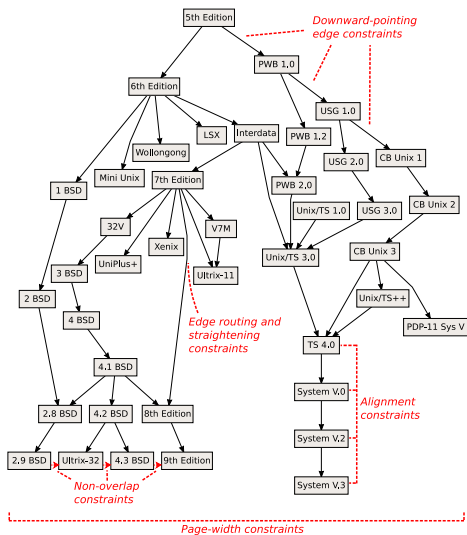 5th Edition
Downward-pointing
edge constraints
PWB 1,0
6th Edition
USG 1.0
LSX
Interdata
PWB 1,2
Wollongong
USG 2.0
CB Unix 1
Mini Unix
7th Edition
PWB 2,0
1 BSD
CB Unix 2
Unix/TS 1.0
USG 3,0
32V
V7M
Xenix
CB Unix 3
UniPlus+
Unix/TS 3,0
3 BSD
Ultrix-11
2 BSD
Unix/TS++
4 BSD
Edge routing and
straightening
constraints
PDP-11 Sys V
TS 4.0
4.1 BSD
System V.0
Alignment
constraints
2.8 BSD
4.2 BSD
8th Edition
System V,2
2.9 BSD
Ultrix-32
4.3 BSD
9th Edition
System V,3
Non-overlap
constraints
Page-width constraints